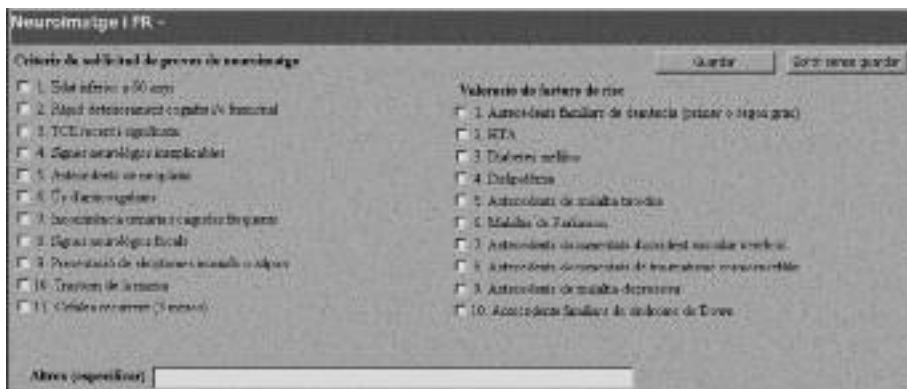 Neuroimatge i FR -
Criteris de sol·licitud de proves de neuroimatge
Guardar
Sortir sense guardar
1. Edat inferior a 60 anys
2. Ràpid deteriorament cognitiu i/o funcional
3. TCE recent i significatiu
4. Signes neurològics inexplicables
5. Antecedents de neoplàsia
6. Ús d'anticoagulants
7. Incontinència urinària i caigudes freqüents
8. Signes neurològics focals
9. Presentació de símptomes inusuals o atípics
10. Trastorn de la marxa
11. Cefalea recurrent (3 mesos)
Valoració de factors de risc
1. Antecedents familiars de demència (primer o segon grau)
2. HTA
3. Diabetes mellitus
4. Dislipèmia
5. Antecedents de malaltia tiroidea
6. Malaltia de Parkinson
7. Antecedents documentats d'accident vascular cerebral
8. Antecedents documentats de traumatisme cranioencefàlic
9. Antecedents de malaltia depressiva
10. Antecedents familiars de síndrome de Down
Altres (especificar)